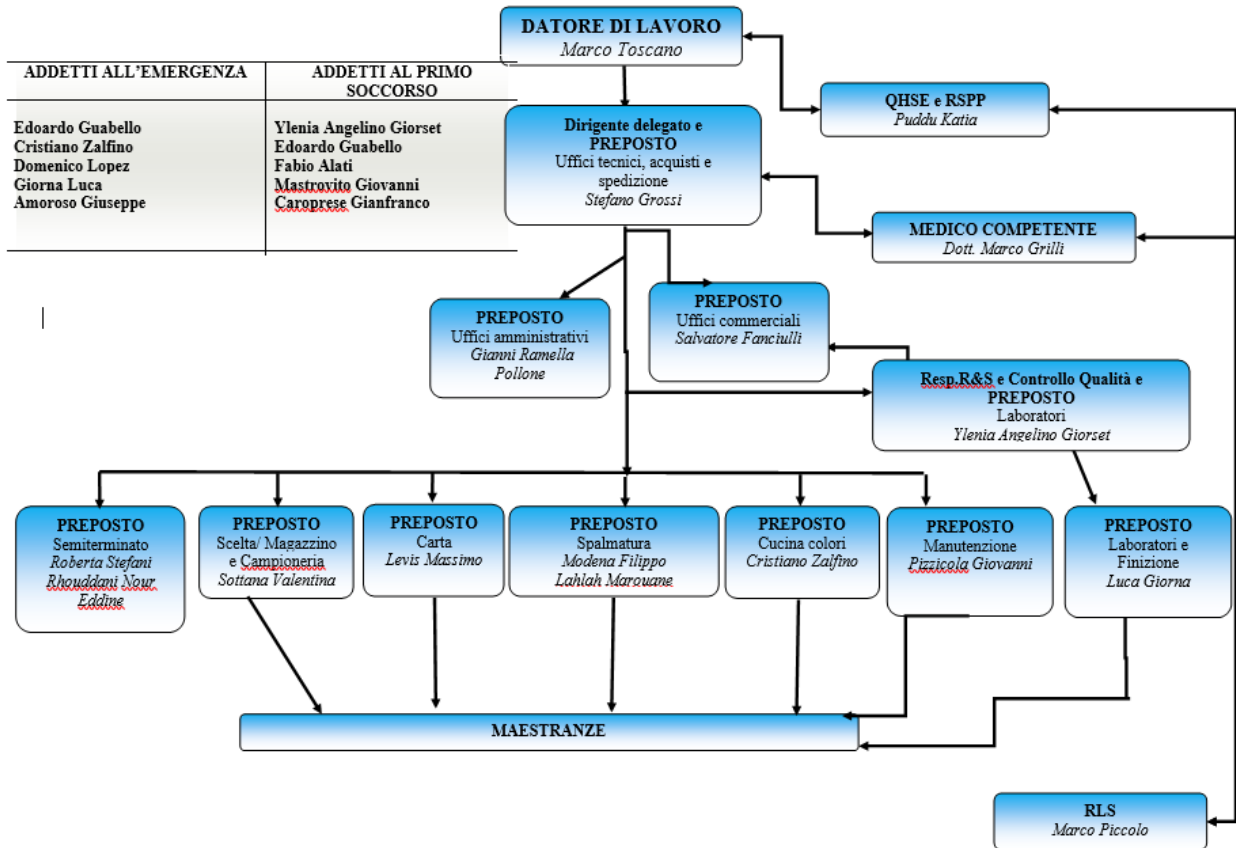 DATORE DI LAVORO
Marco Toscano
ADDETTI ALL'EMERGENZA
ADDETTI AL PRIMO
SOCCORSO
Edoardo Guabello
Cristiano Zalfino
Domenico Lopez
Giorna Luca
Amoroso Giuseppe
Ylenia Angelino Giorset
Edoardo Guabello
Fabio Alati
Mastrovito Giovanni
Caroprese Gianfranco
QHSE e RSPP
Puddu Katia
Dirigente delegato e
PREPOSTO
Uffici tecnici, acquisti e
spedizione
Stefano Grossi
MEDICO COMPETENTE
Dott. Marco Grilli
PREPOSTO
Uffici amministrativi
Gianni Ramella
Pollone
PREPOSTO
Uffici commerciali
Salvatore Fanciulli
Resp.R&S e Controllo Qualità e
PREPOSTO
Laboratori
Ylenia Angelino Giorset
PREPOSTO
Semiterminato
Roberta Stefani
Rhouddani Nour
Eddine
PREPOSTO
Scelta/ Magazzino
e Campioneria
Sottana Valentina
PREPOSTO
Carta
Levis Massimo
PREPOSTO
Spalmatura
Modena Filippo
Lahlah Marouane
PREPOSTO
Cucina colori
Cristiano Zalfino
PREPOSTO
Manutenzione
Pizzicola Giovanni
PREPOSTO
Laboratori e
Finizione
Luca Giorna
MAESTRANZE
RLS
Marco Piccolo